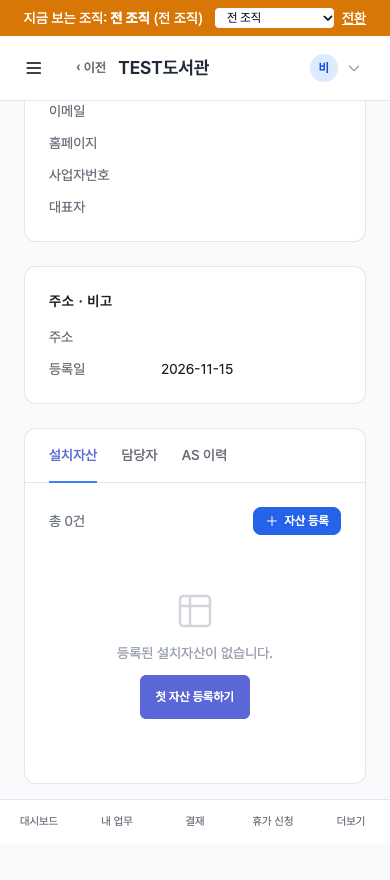 지금 보는 조직: 전 조직 (전 조직) 전 조직 전환
‹ 이전 TEST도서관 비
이메일
홈페이지
사업자번호
대표자
주소 · 비고
주소
등록일 2026-11-15
설치자산 담당자 AS 이력
총 0건 + 자산 등록
등록된 설치자산이 없습니다.
첫 자산 등록하기
대시보드 내 업무 결재 휴가 신청 더보기